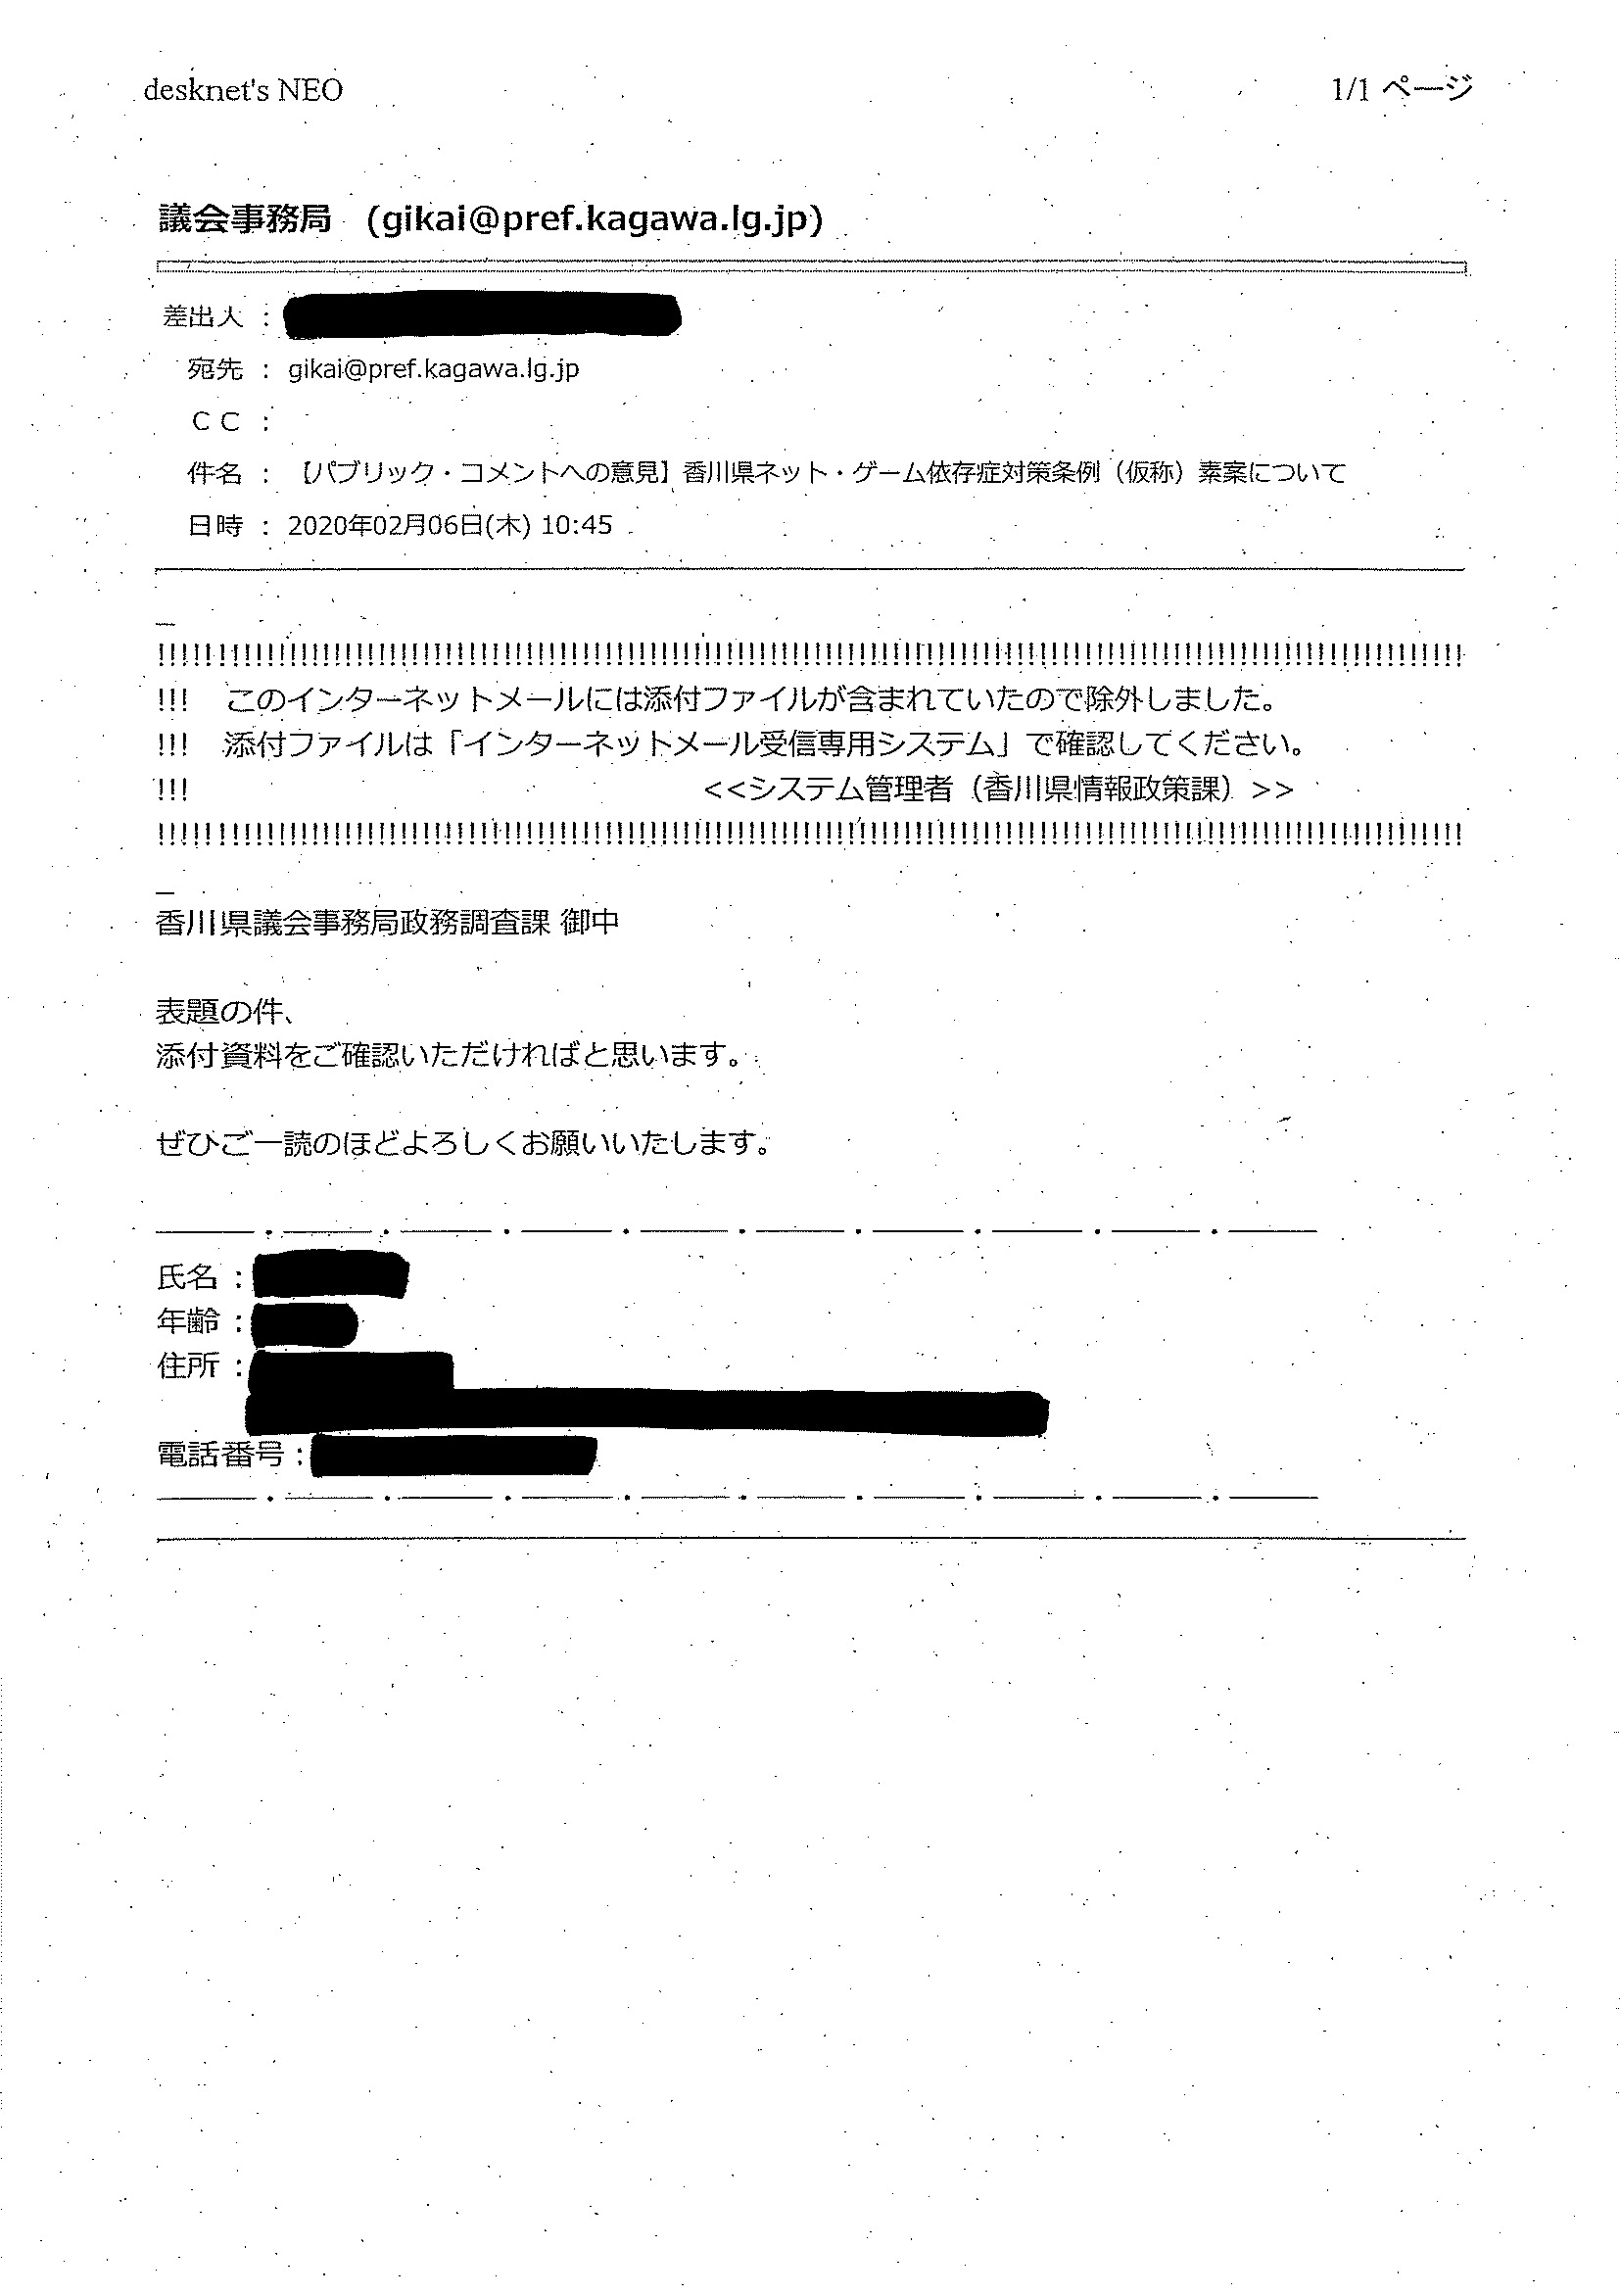 desknet's NEO 1/1 ページ
議会事務局 (gikai@pref.kagawa.lg.jp)
差出人 :
宛先 : gikai@pref.kagawa.lg.jp
ＣＣ :
件名 : 【パブリック・コメントへの意見】香川県ネット・ゲーム依存症対策条例（仮称）素案について
日時 : 2020年02月06日(木) 10:45
!!!!!!!!!!!!!!!!!!!!!!!!!!!!!!!!!!!!!!!!!!!!!!!!!!!!!!!!!!!!!!!!!!!!!!!!!!!!!!!!!!!!!!!!!!!!!!!!!!!!!!!!!!!!!!!!
!!! このインターネットメールには添付ファイルが含まれていたので除外しました。
!!! 添付ファイルは「インターネットメール受信専用システム」で確認してください。
!!! <<システム管理者（香川県情報政策課）>>
!!!!!!!!!!!!!!!!!!!!!!!!!!!!!!!!!!!!!!!!!!!!!!!!!!!!!!!!!!!!!!!!!!!!!!!!!!!!!!!!!!!!!!!!!!!!!!!!!!!!!!!!!!!!!!!!
香川県議会事務局政務調査課 御中
表題の件、
添付資料をご確認いただければと思います。
ぜひご一読のほどよろしくお願いいたします。
氏名：
年齢：
住所：
電話番号：